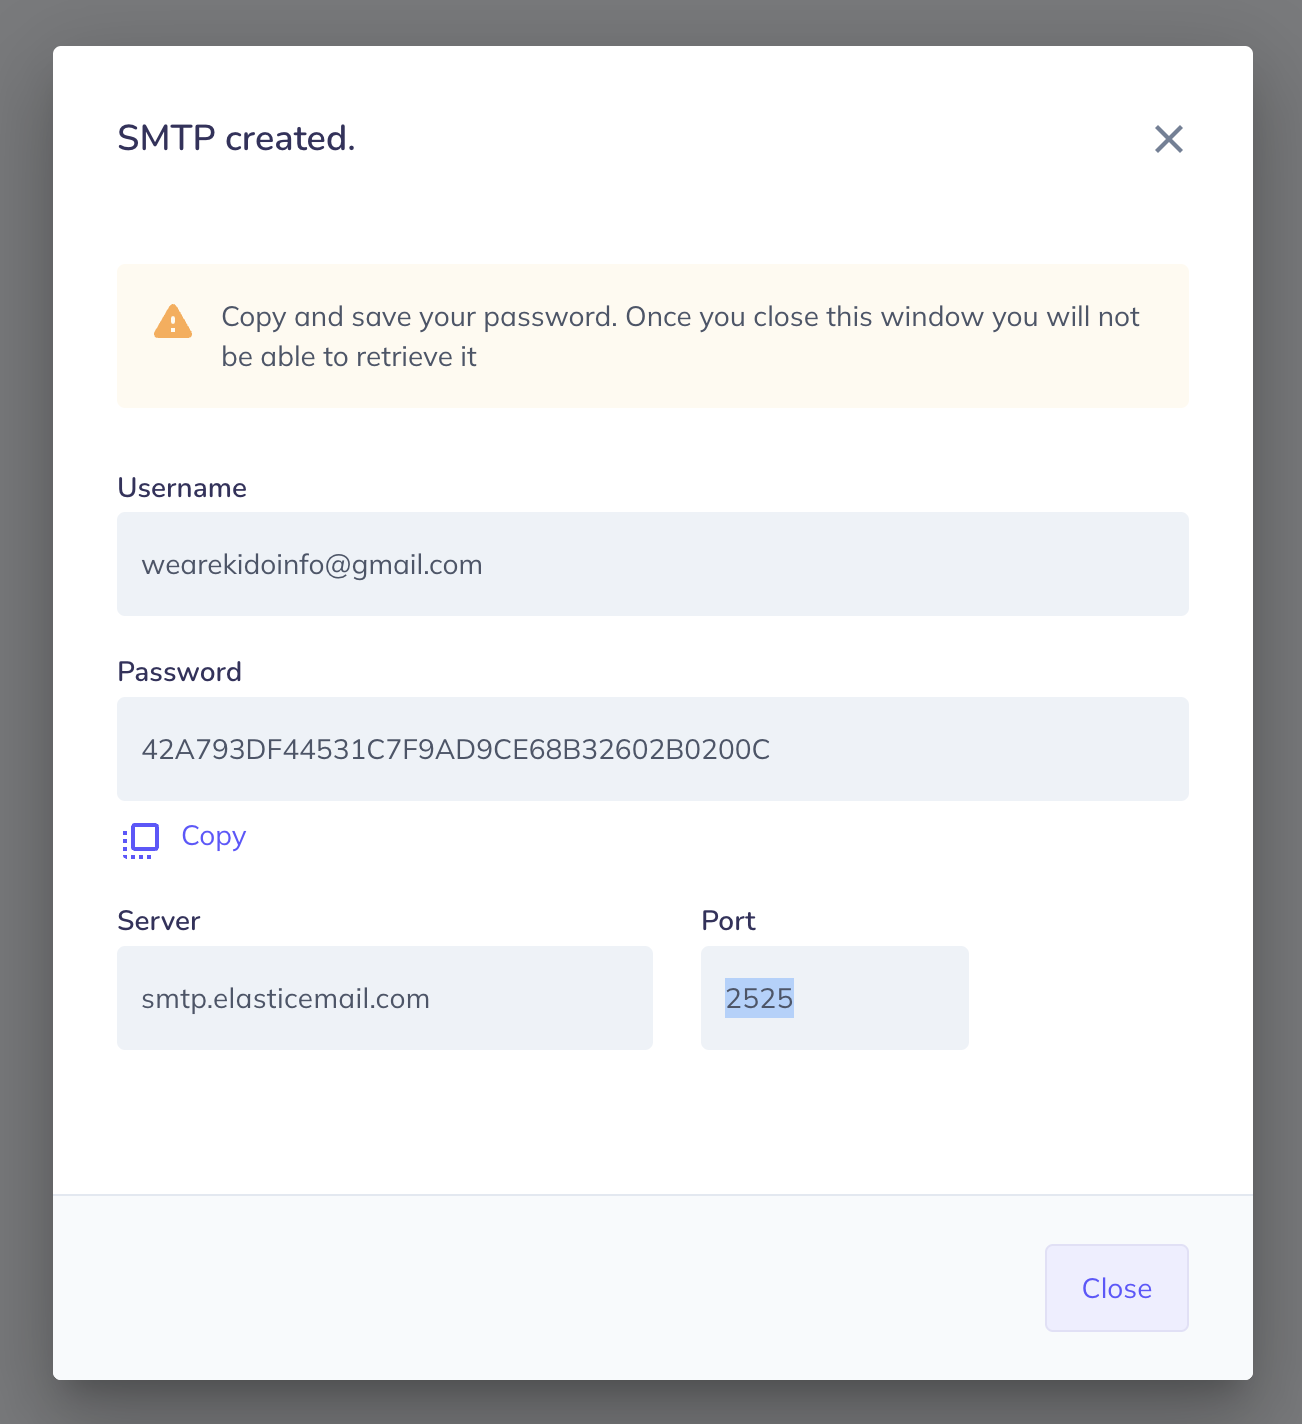 SMTP created.
Copy and save your password. Once you close this window you will not
be able to retrieve it
Username
wearekidoinfo@gmail.com
Password
42A793DF44531C7F9AD9CE68B32602B0200C
Copy
Server
Port
smtp.elasticemail.com
2525
Close